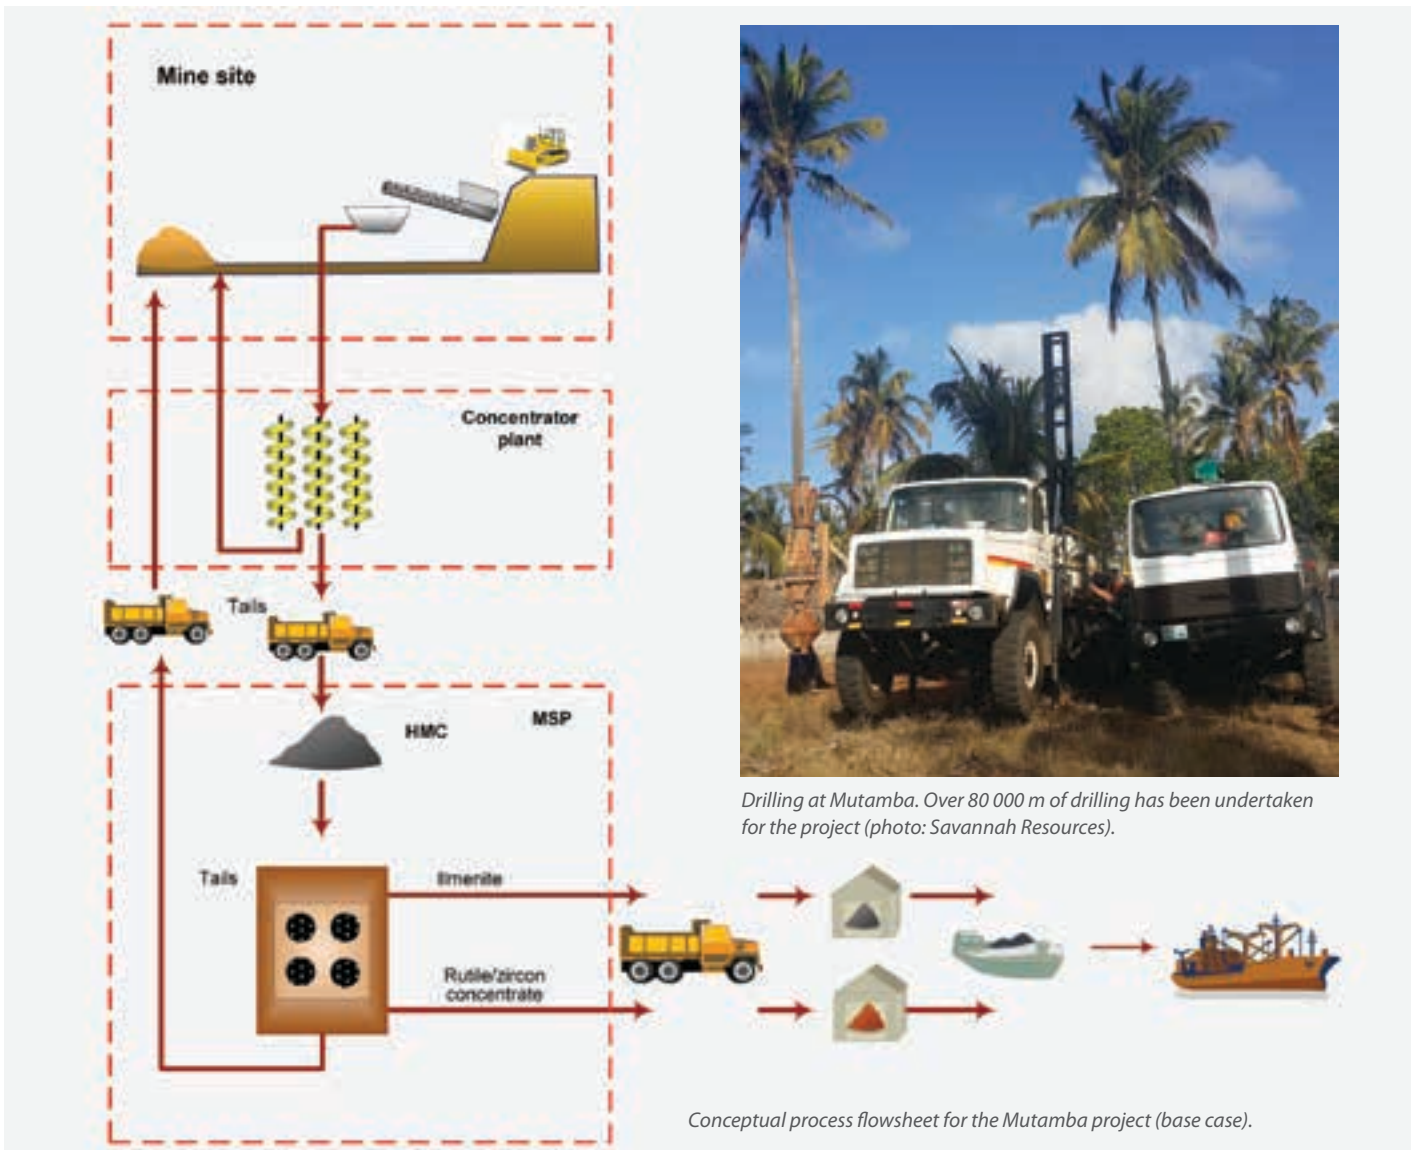 Mine site
Concentrator
plant
Tails
HMC
MSP
Tails
Ilmenite
Rutile/zircon
concentrate
Drilling at Mutamba. Over 80 000 m of drilling has been undertaken
for the project (photo: Savannah Resources).
Conceptual process flowsheet for the Mutamba project (base case).